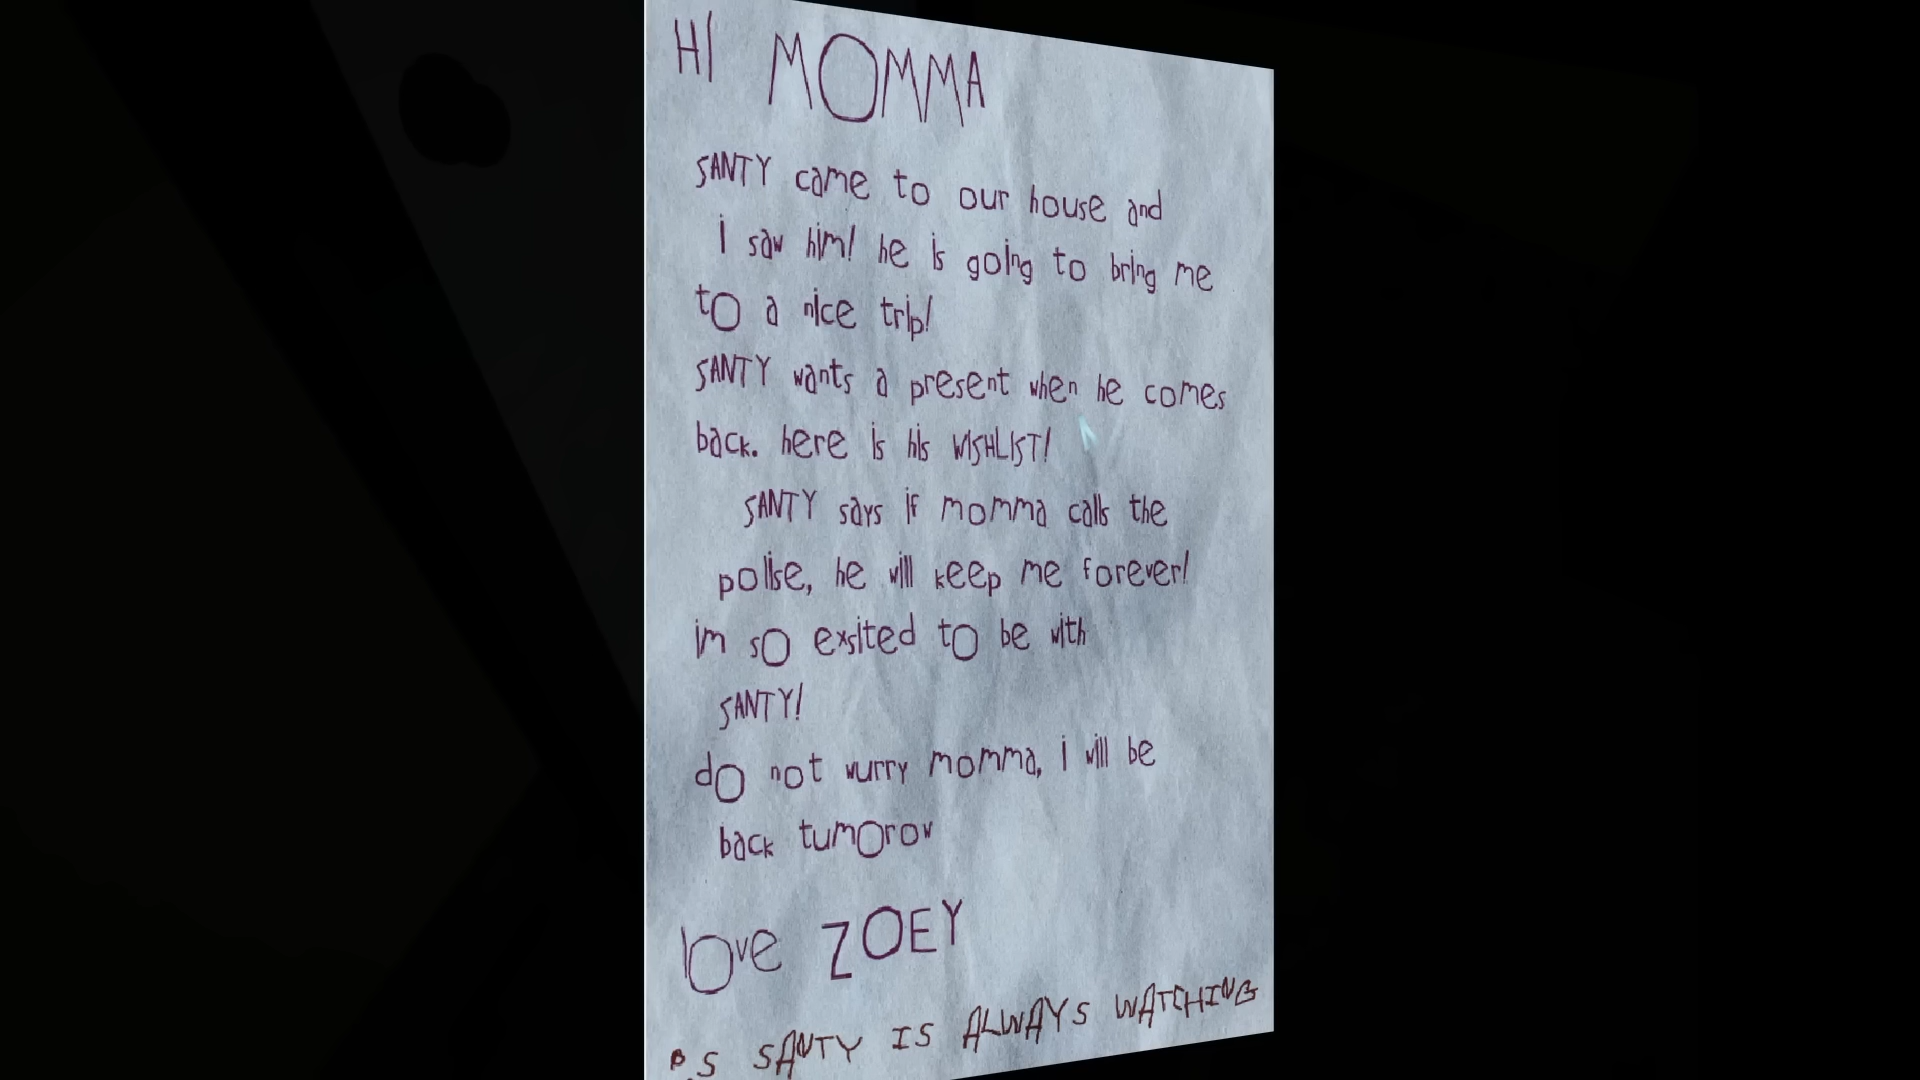 HI MOMMA
SANTY came to our house and
i saw him! he is going to bring me
to a nice trip!
SANTY wants a present when he comes
back. here is his WISHLIST!
SANTY says if momma calls the
polise, he will keep me forever!
im so exsited to be with
SANTY!
do not wurry momma, i will be
back tumorow
love ZOEY
P.S SANTY IS ALWAYS WATCHING